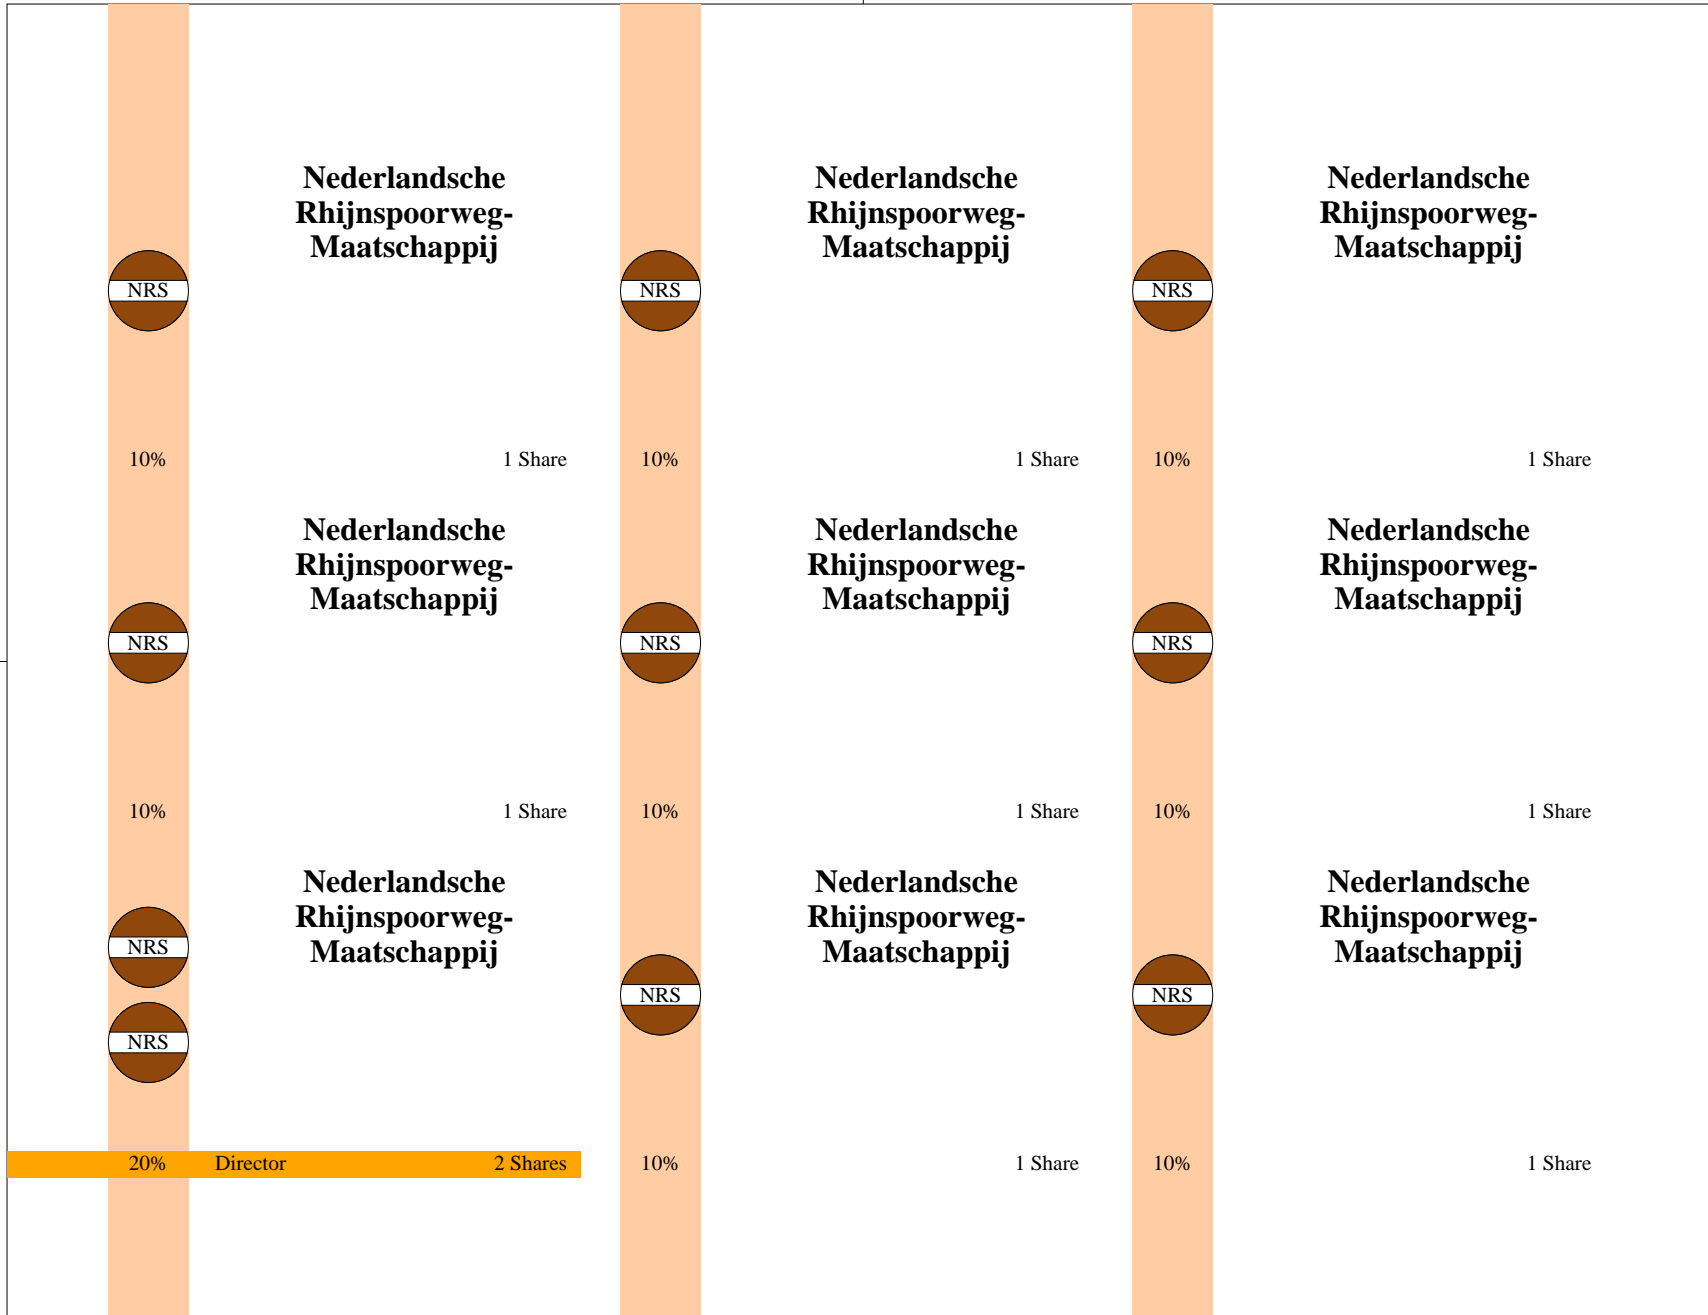 Nederlandsche
Rhijnspoorweg-
Maatschappij
NRS
10%
1 Share
Nederlandsche
Rhijnspoorweg-
Maatschappij
NRS
10%
1 Share
Nederlandsche
Rhijnspoorweg-
Maatschappij
NRS
10%
1 Share
Nederlandsche
Rhijnspoorweg-
Maatschappij
NRS
10%
1 Share
Nederlandsche
Rhijnspoorweg-
Maatschappij
NRS
10%
1 Share
Nederlandsche
Rhijnspoorweg-
Maatschappij
NRS
10%
1 Share
Nederlandsche
Rhijnspoorweg-
Maatschappij
NRS
NRS
20% Director 2 Shares
Nederlandsche
Rhijnspoorweg-
Maatschappij
NRS
10%
1 Share
Nederlandsche
Rhijnspoorweg-
Maatschappij
NRS
10%
1 Share